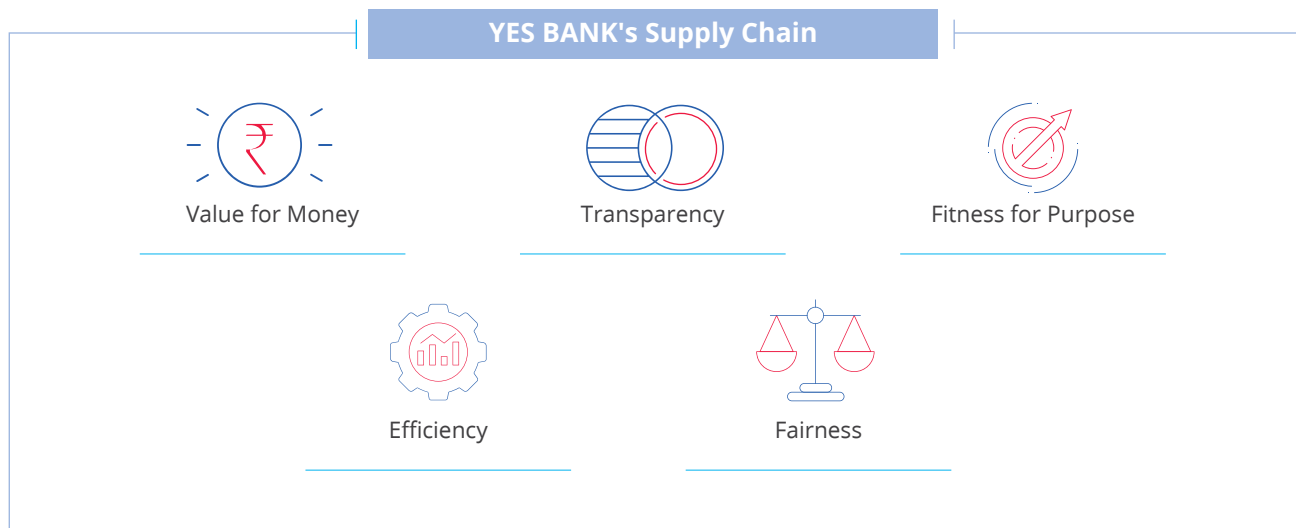 YES BANK's Supply Chain
Value for Money
Transparency
Fitness for Purpose
Efficiency
Fairness